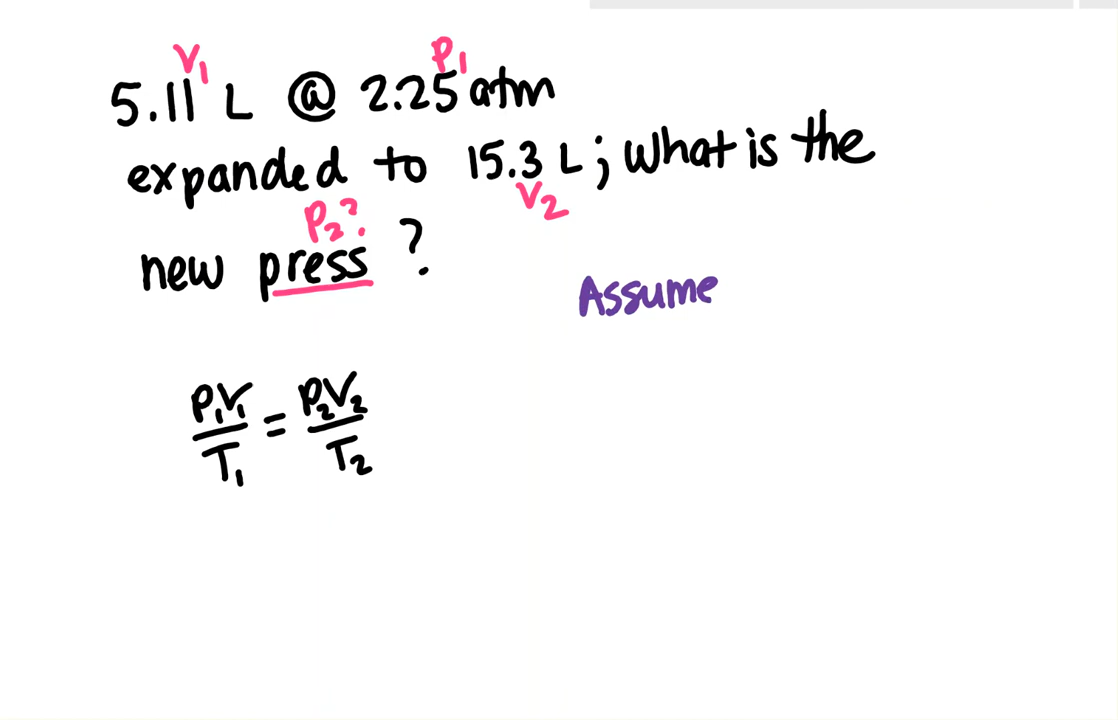 V₁ P₁
5.11 L @ 2.25 atm
expanded to 15.3 L; what is the
V₂
P₂?
new press ?
Assume
P₁V₁/T₁ = P₂V₂/T₂